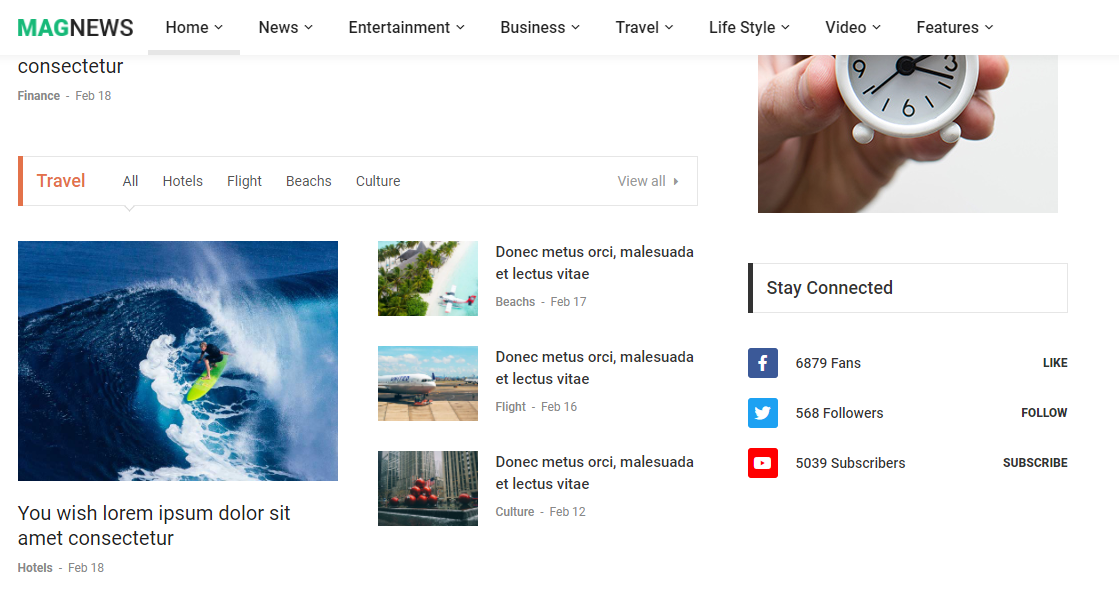 MAGNEWS
Home
News
Entertainment
Business
Travel
Life Style
Video
Features
consectetur
Finance - Feb 18
9 3
6
Travel
All
Hotels
Flight
Beachs
Culture
View all
You wish lorem ipsum dolor sit
amet consectetur
Hotels - Feb 18
Donec metus orci, malesuada
et lectus vitae
Beachs - Feb 17
Donec metus orci, malesuada
et lectus vitae
Flight - Feb 16
Donec metus orci, malesuada
et lectus vitae
Culture - Feb 12
Stay Connected
6879 Fans LIKE
568 Followers FOLLOW
5039 Subscribers SUBSCRIBE